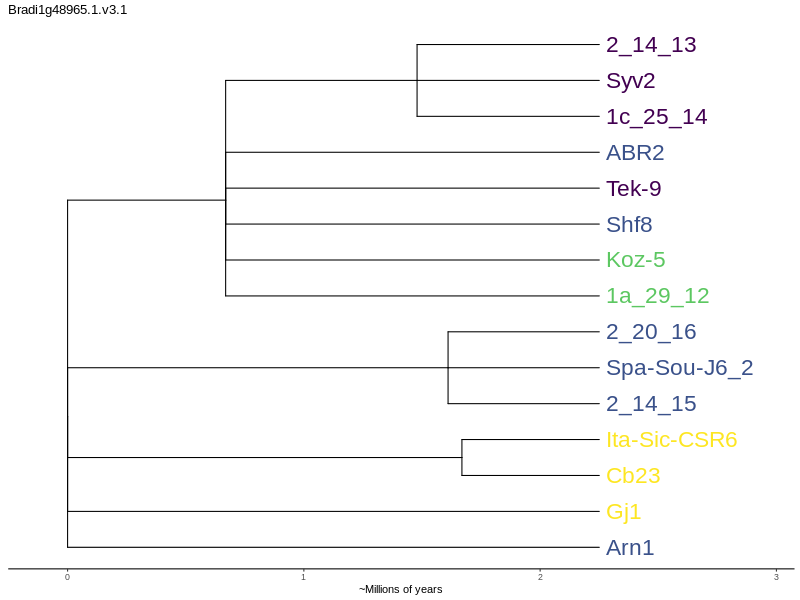 Bradi1g48965.1.v3.1
2_14_13
Syv2
1c_25_14
ABR2
Tek-9
Shf8
Koz-5
1a_29_12
2_20_16
Spa-Sou-J6_2
2_14_15
Ita-Sic-CSR6
Cb23
Gj1
Arn1
0 1 2 3
~Millions of years